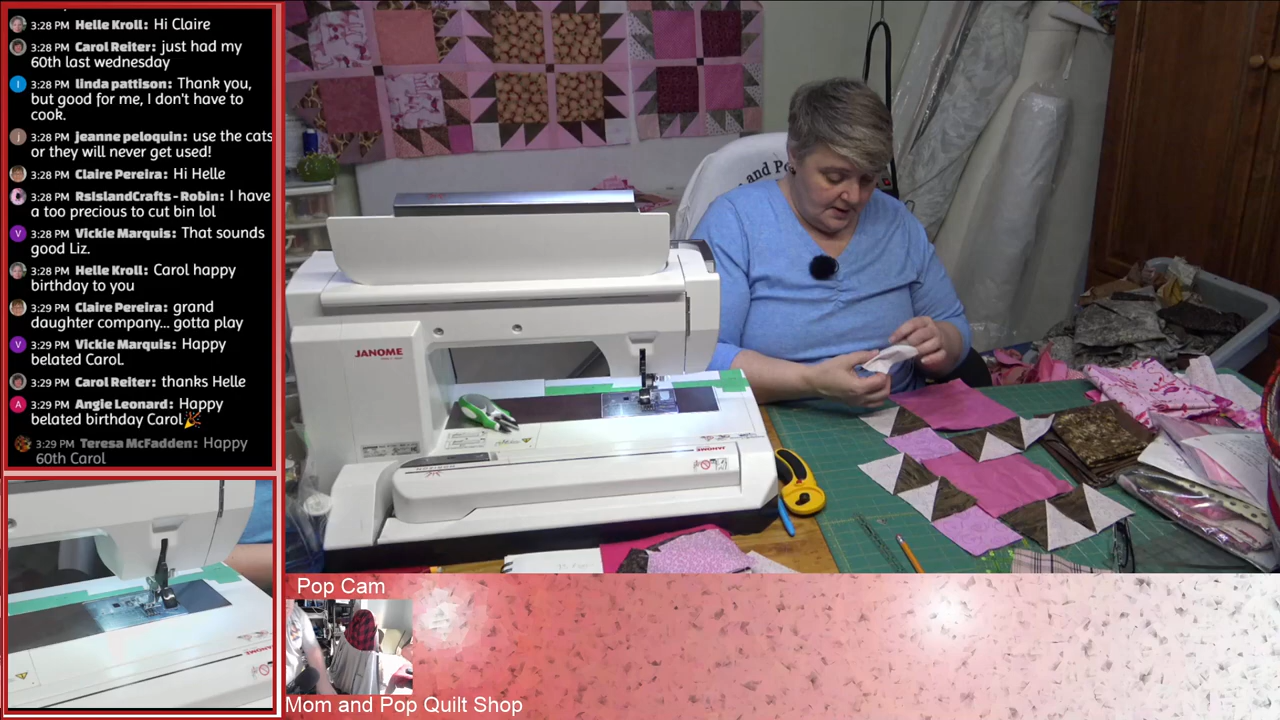 3:28 PM Helle Kroll: Hi Claire
3:28 PM Carol Reiter: just had my
60th last wednesday
3:28 PM linda pattison: Thank you,
but good for me, I don't have to
cook.
3:28 PM jeanne peloquin: use the cats
or they will never get used!
3:28 PM Claire Pereira: Hi Helle
3:28 PM RsislandCrafts - Robin: I have
a too precious to cut bin lol
3:28 PM Vickie Marquis: That sounds
good Liz.
3:28 PM Helle Kroll: Carol happy
birthday to you
3:29 PM Claire Pereira: grand
daughter company... gotta play
3:29 PM Vickie Marquis: Happy
belated Carol.
3:29 PM Carol Reiter: thanks Helle
3:29 PM Angie Leonard: Happy
belated birthday Carol🎉
3:29 PM Teresa McFadden: Happy
60th Carol
and Po
JANOME
JANOME
Pop Cam
Mom and Pop Quilt Shop